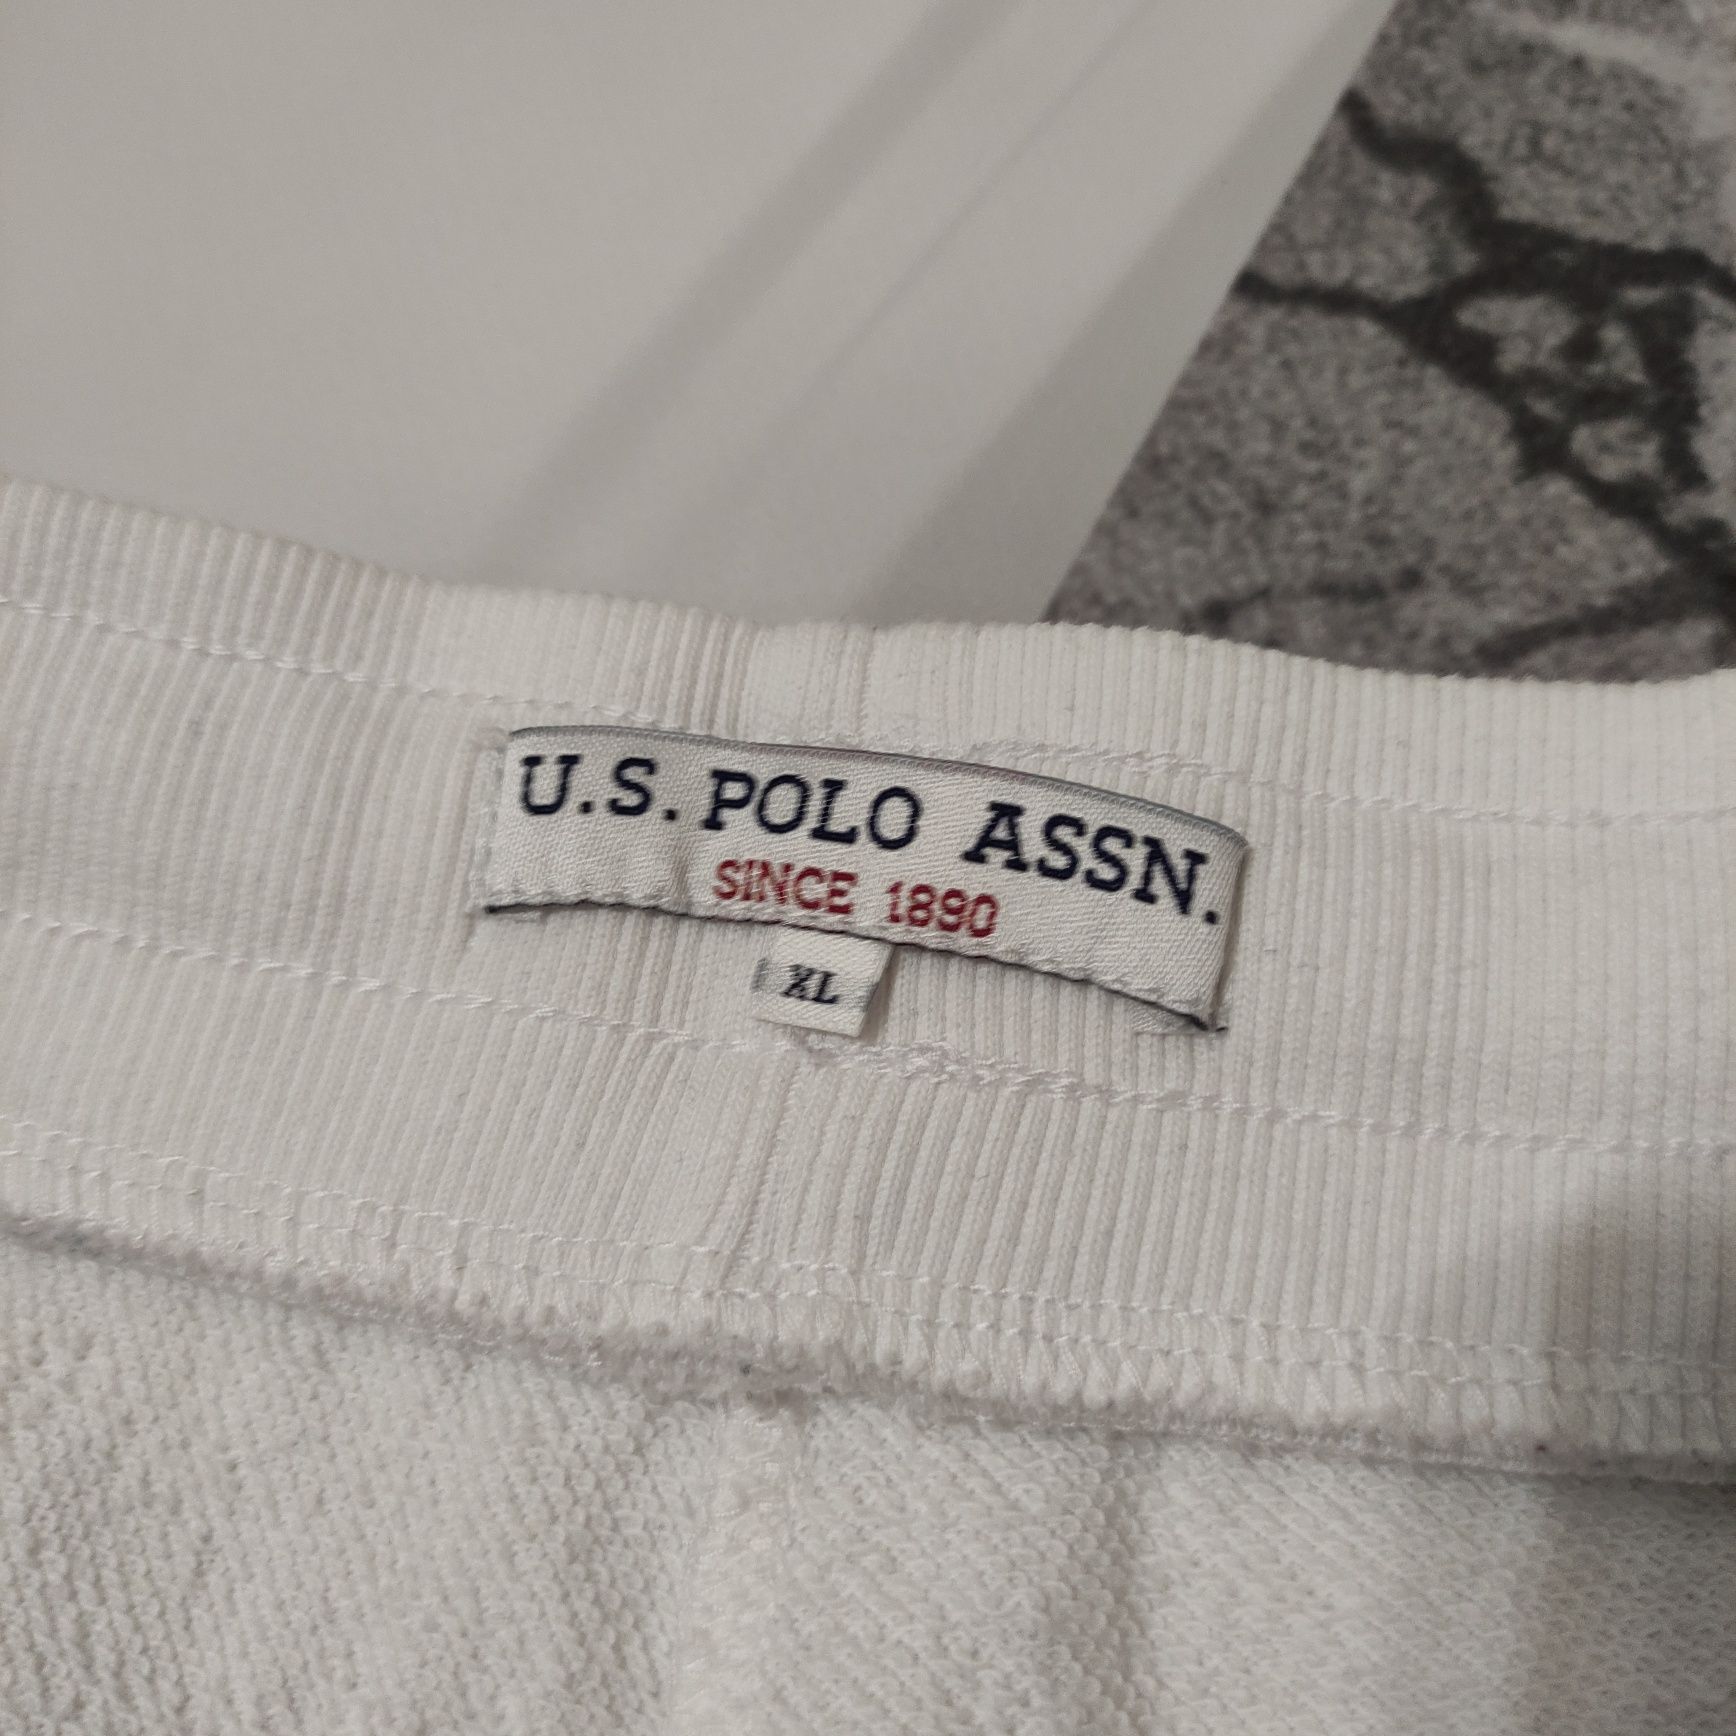 U.S. POLO ASSN.
SINCE 1890
XL